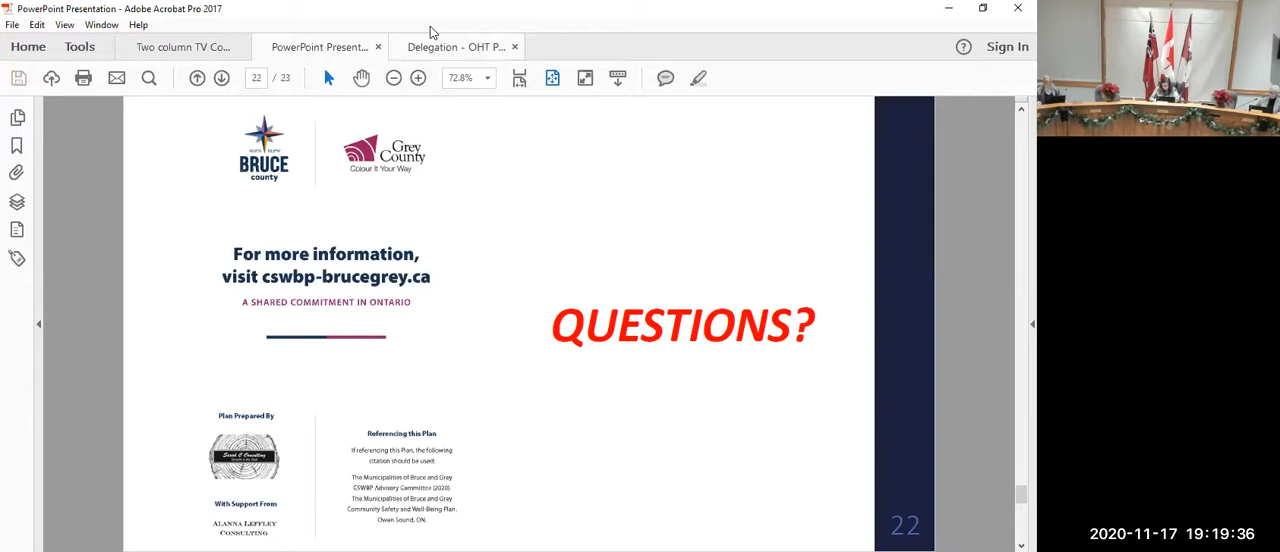 PowerPoint Presentation - Adobe Acrobat Pro 2017
File Edit View Window Help
Home Tools Two column TV Co... PowerPoint Present... × Delegation - OHT P... × ? Sign In
22 / 23 72.8%
BRUCE
county
Grey
County
Colour It Your Way
For more information,
visit cswbp-brucegrey.ca
A SHARED COMMITMENT IN ONTARIO
QUESTIONS?
Plan Prepared By
Sarah C Consulting
With Support From
ALANNA LEFFLEY
CONSULTING
Referencing this Plan
If referencing this Plan, the following
citation should be used:
The Municipalities of Bruce and Grey
CSWBP Advisory Committee (2020).
The Municipalities of Bruce and Grey
Community Safety and Well-Being Plan.
Owen Sound, ON.
22
2020-11-17 19:19:36